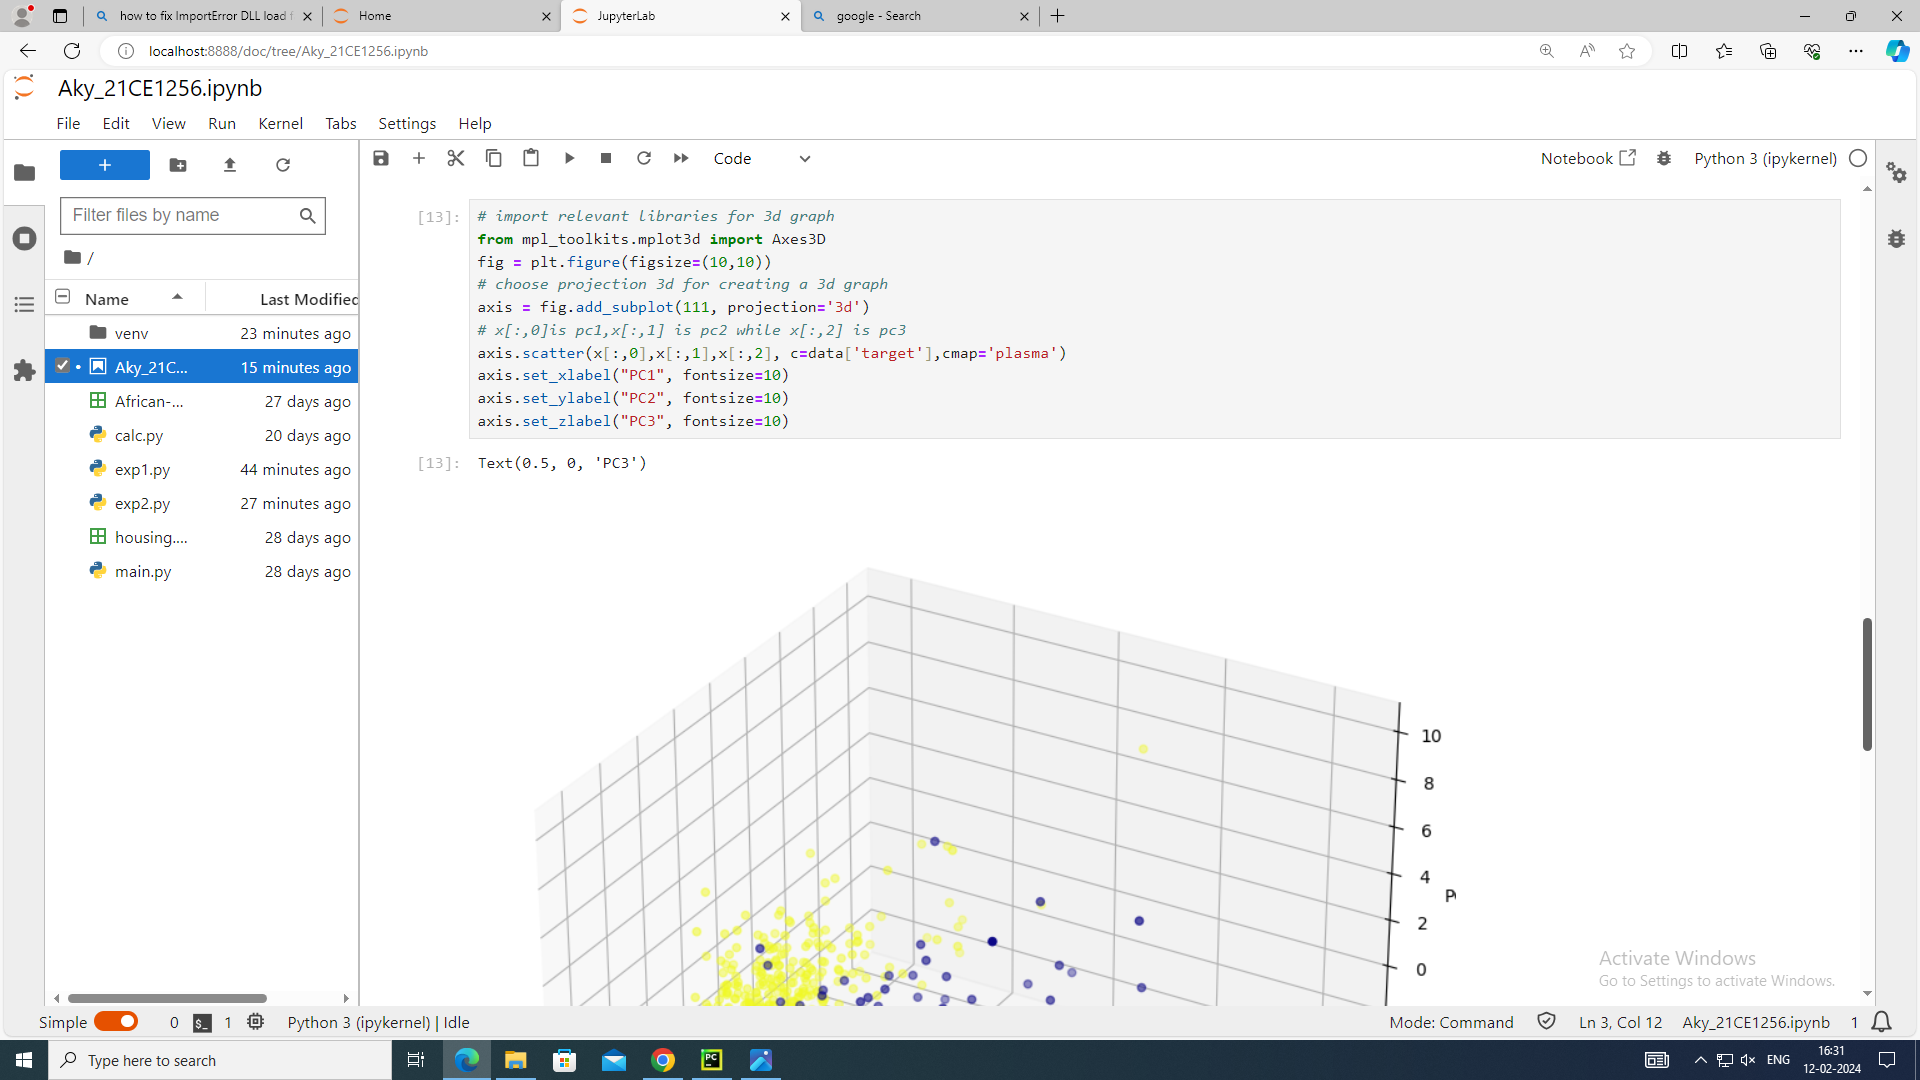 how to fix ImportError DLL load f
Home
JupyterLab
google - Search
localhost:8888/doc/tree/Aky_21CE1256.ipynb
Aky_21CE1256.ipynb
File Edit View Run Kernel Tabs Settings Help
Code
Notebook
Python 3 (ipykernel)
Filter files by name
/
Name Last Modified
venv 23 minutes ago
Aky_21C... 15 minutes ago
African-... 27 days ago
calc.py 20 days ago
exp1.py 44 minutes ago
exp2.py 27 minutes ago
housing.... 28 days ago
main.py 28 days ago
[13]:
# import relevant libraries for 3d graph
from mpl_toolkits.mplot3d import Axes3D
fig = plt.figure(figsize=(10,10))
# choose projection 3d for creating a 3d graph
axis = fig.add_subplot(111, projection='3d')
# x[:,0]is pc1,x[:,1] is pc2 while x[:,2] is pc3
axis.scatter(x[:,0],x[:,1],x[:,2], c=data['target'],cmap='plasma')
axis.set_xlabel("PC1", fontsize=10)
axis.set_ylabel("PC2", fontsize=10)
axis.set_zlabel("PC3", fontsize=10)
[13]: Text(0.5, 0, 'PC3')
10
8
6
4
2
0
Activate Windows
Go to Settings to activate Windows.
Simple 0 $_ 1 Python 3 (ipykernel) | Idle
Mode: Command Ln 3, Col 12 Aky_21CE1256.ipynb 1
Type here to search
PC
ENG
16:31
12-02-2024